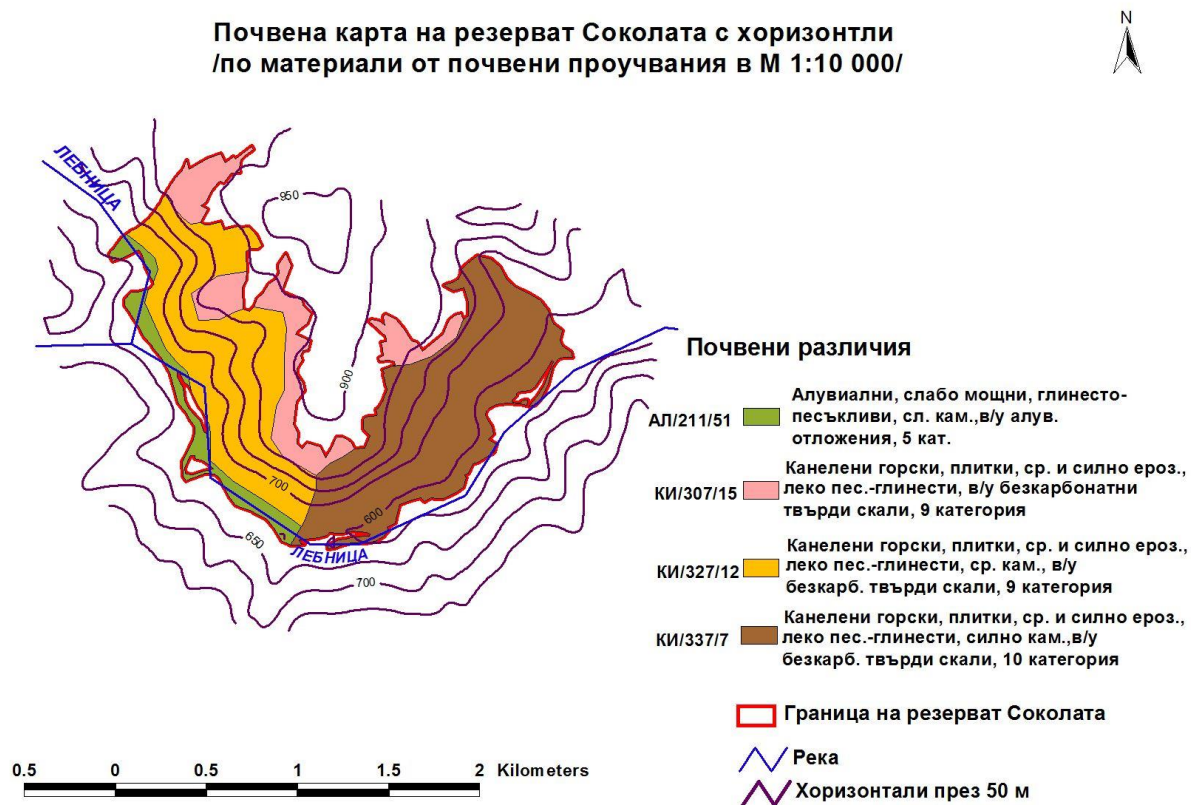 Почвена карта на резерват Соколата с хоризонтли
/по материали от почвени проучвания в М 1:10 000/
N
ЛЕБНИЦА
950
900
700
600
650
ЛЕБНИЦА
700
Почвени различия
АЛ/211/51
Алувиални, слабо мощни, глинесто-
песъкливи, сл. кам.,в/у алув.
отложения, 5 кат.
КИ/307/15
Канелени горски, плитки, ср. и силно ероз.,
леко пес.-глинести, в/у безкарбонатни
твърди скали, 9 категория
КИ/327/12
Канелени горски, плитки, ср. и силно ероз.,
леко пес.-глинести, ср. кам., в/у
безкарб. твърди скали, 9 категория
КИ/337/7
Канелени горски, плитки, ср. и силно ероз.,
леко пес.-глинести, силно кам.,в/у
безкарб. твърди скали, 10 категория
Граница на резерват Соколата
Река
Хоризонтали през 50 м
0.5 0 0.5 1 1.5 2 Kilometers